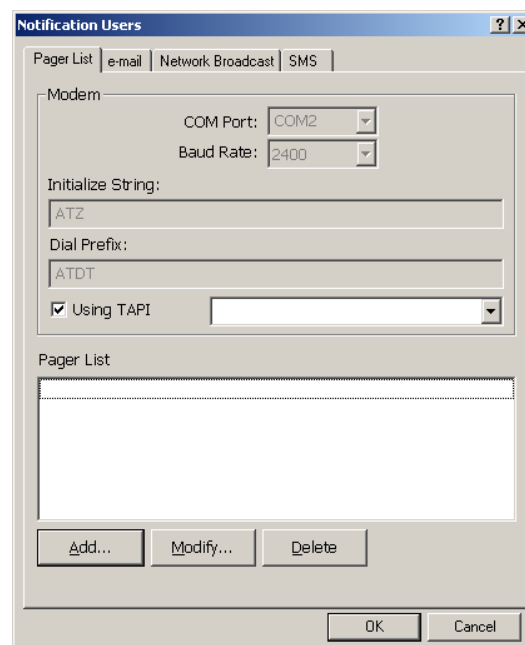 Notification Users
Pager List e-mail Network Broadcast SMS
Modem
COM Port: COM2
Baud Rate: 2400
Initialize String:
ATZ
Dial Prefix:
ATDT
Using TAPI
Pager List
Add... Modify... Delete
OK Cancel